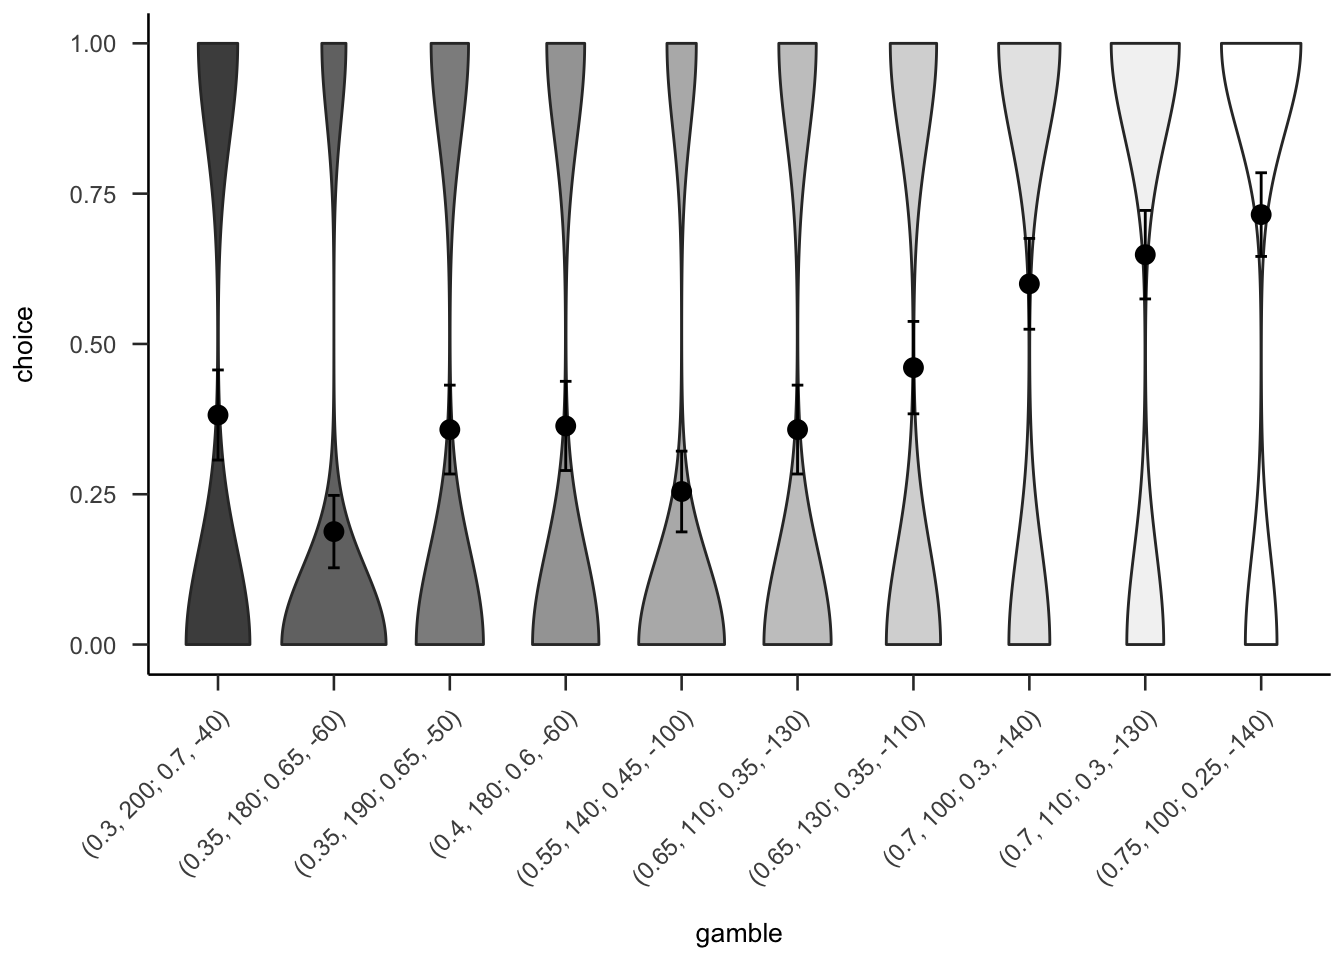 1.00
0.75
0.50
0.25
0.00
choice
(0.3, 200; 0.7, -40)
(0.35, 180; 0.65, -60)
(0.35, 190; 0.65, -50)
(0.4, 180; 0.6, -60)
(0.55, 140; 0.45, -100)
(0.65, 110; 0.35, -130)
(0.65, 130; 0.35, -110)
(0.7, 100; 0.3, -140)
(0.7, 110; 0.3, -130)
(0.75, 100; 0.25, -140)
gamble